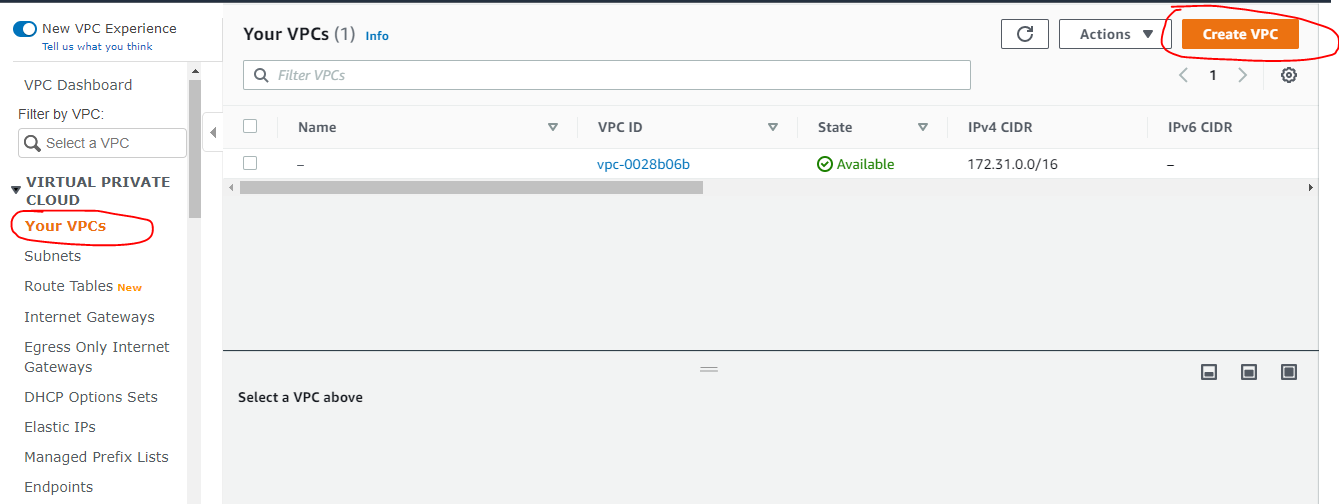 New VPC Experience
Tell us what you think
VPC Dashboard
Filter by VPC:
Select a VPC
VIRTUAL PRIVATE
CLOUD
Your VPCs
Subnets
Route Tables New
Internet Gateways
Egress Only Internet
Gateways
DHCP Options Sets
Elastic IPs
Managed Prefix Lists
Endpoints
Your VPCs (1) Info
Actions
Create VPC
Filter VPCs
1
Name VPC ID State IPv4 CIDR IPv6 CIDR
– vpc-0028b06b Available 172.31.0.0/16 –
Select a VPC above